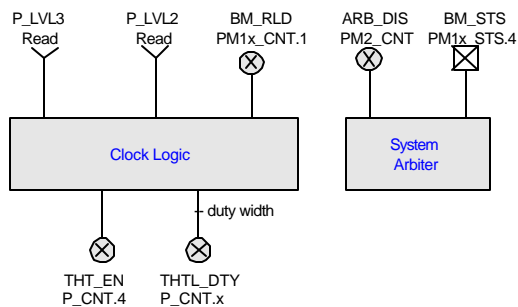 P_LVL3
Read
P_LVL2
Read
BM_RLD
PM1x_CNT.1
ARB_DIS
PM2_CNT
BM_STS
PM1x_STS.4
Clock Logic
System
Arbiter
duty width
THT_EN
P_CNT.4
THTL_DTY
P_CNT.x